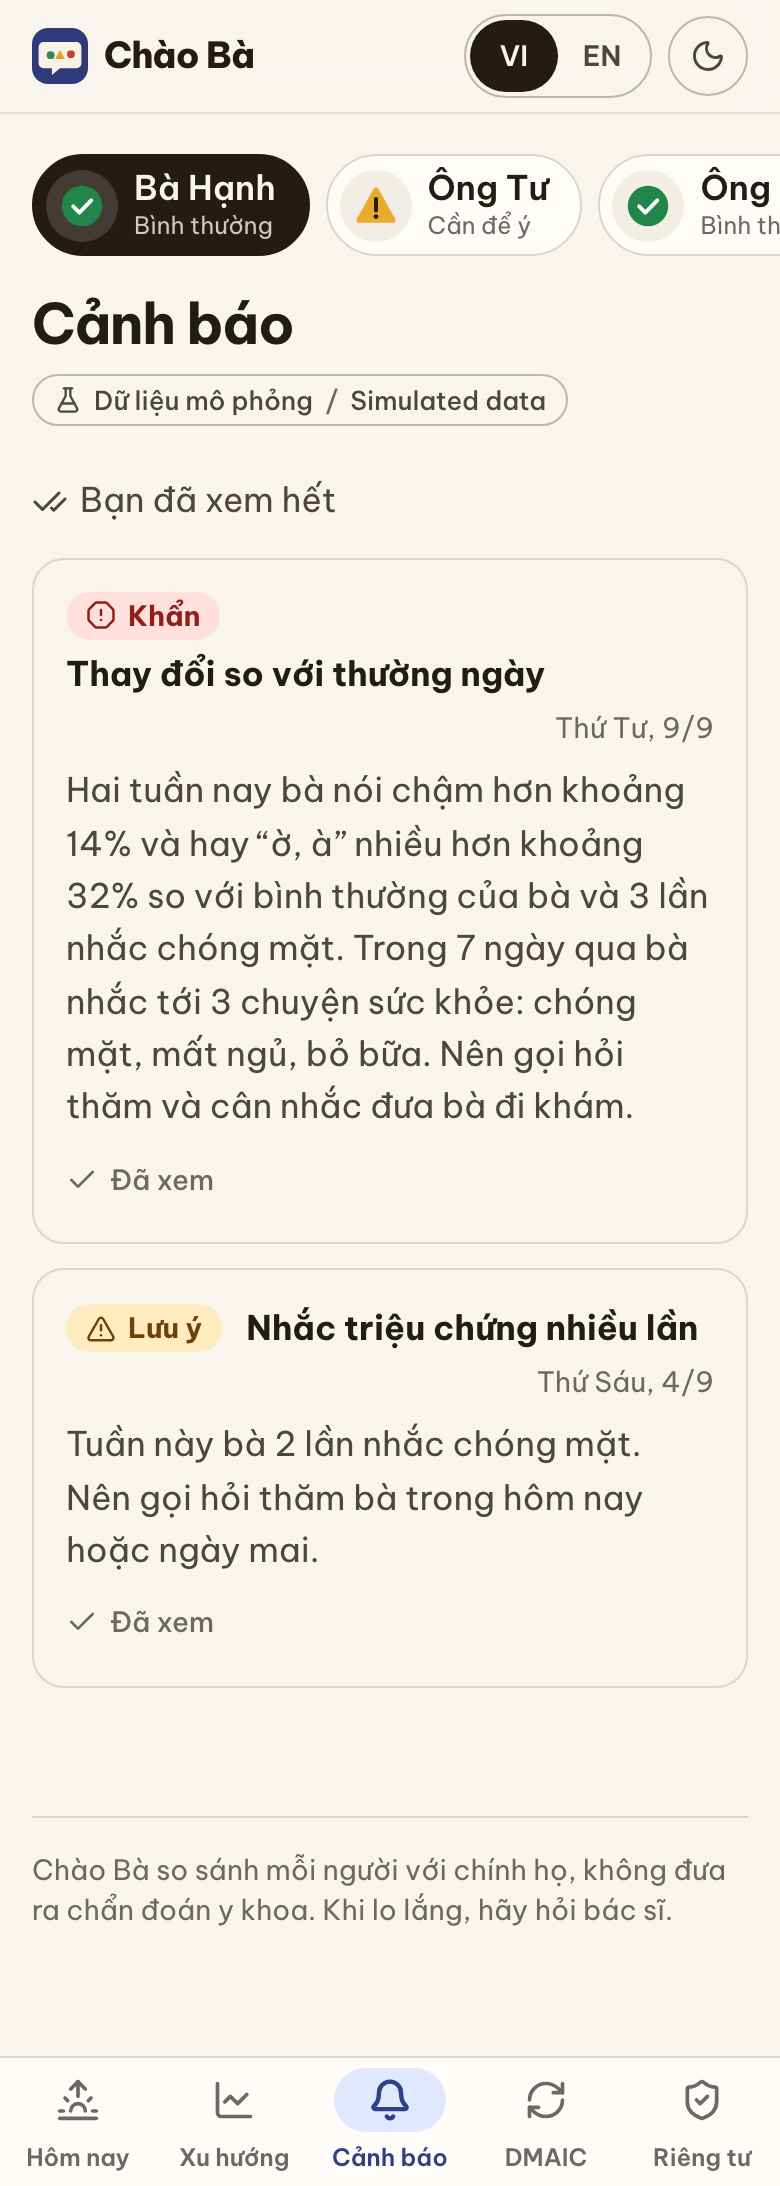 Chào Bà
VI
EN
Bà Hạnh
Bình thường
Ông Tư
Cần để ý
Ông
Bình th
Cảnh báo
Dữ liệu mô phỏng / Simulated data
Bạn đã xem hết
Khẩn
Thay đổi so với thường ngày
Thứ Tư, 9/9
Hai tuần nay bà nói chậm hơn khoảng
14% và hay “ờ, à” nhiều hơn khoảng
32% so với bình thường của bà và 3 lần
nhắc chóng mặt. Trong 7 ngày qua bà
nhắc tới 3 chuyện sức khỏe: chóng
mặt, mất ngủ, bỏ bữa. Nên gọi hỏi
thăm và cân nhắc đưa bà đi khám.
Đã xem
Lưu ý
Nhắc triệu chứng nhiều lần
Thứ Sáu, 4/9
Tuần này bà 2 lần nhắc chóng mặt.
Nên gọi hỏi thăm bà trong hôm nay
hoặc ngày mai.
Đã xem
Chào Bà so sánh mỗi người với chính họ, không đưa
ra chẩn đoán y khoa. Khi lo lắng, hãy hỏi bác sĩ.
Hôm nay
Xu hướng
Cảnh báo
DMAIC
Riêng tư